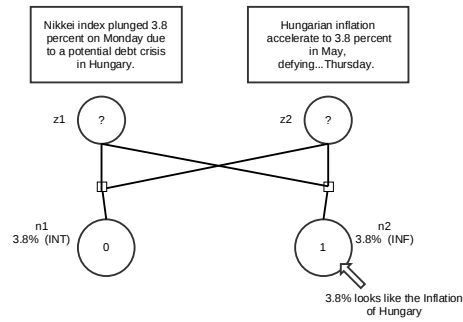 Nikkei index plunged 3.8
percent on Monday due
to a potential debt crisis
in Hungary.
Hungarian inflation
accelerate to 3.8 percent
in May,
defying...Thursday.
z1
?
z2
?
n1
3.8% (INT)
0
1
n2
3.8% (INF)
3.8% looks like the Inflation
of Hungary